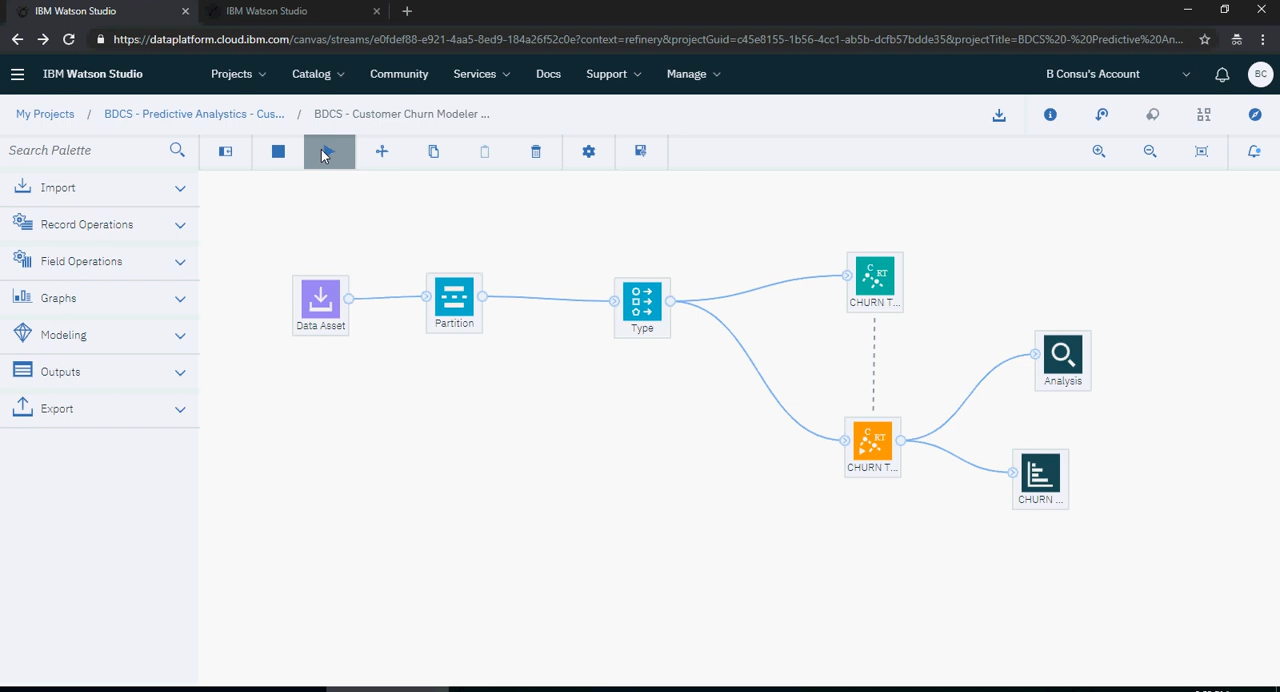 IBM Watson Studio
IBM Watson Studio
https://dataplatform.cloud.ibm.com/canvas/streams/e0fdef88-e921-4aa5-8ed9-184a26f52c0e?context=refinery&projectGuid=c45e8155-1b56-4cc1-ab5b-dcfb57bdde35&projectTitle=BDCS%20-%20Predictive%20An...
IBM Watson Studio
Projects
Catalog
Community
Services
Docs
Support
Manage
B Consu's Account
BC
My Projects / BDCS - Predictive Analystics - Cus... / BDCS - Customer Churn Modeler ...
Search Palette
Import
Record Operations
Field Operations
Graphs
Modeling
Outputs
Export
Data Asset
Partition
Type
C RT
CHURN T...
Analysis
C RT
CHURN T...
CHURN ...